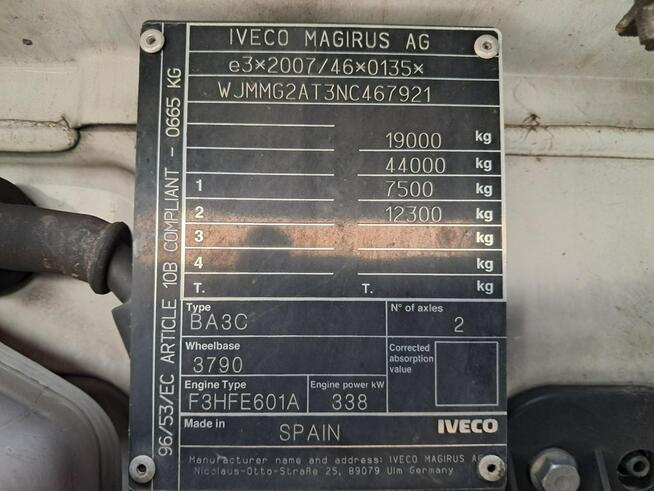 IVECO MAGIRUS AG
e3*2007/46*0135*
WJMMG2AT3NC467921
19000 kg
44000 kg
1 7500 kg
2 12300 kg
3 kg
4 kg
T. T. kg
Type
BA3C
N° of axles
2
Wheelbase
3790
Corrected absorption value
Engine Type
F3HFE601A
Engine power kW
338
Made in
SPAIN
IVECO
Manufacturer name and address: IVECO MAGIRUS AG
Nicolaus-Otto-Straße 25, 89079 Ulm Germany
96/53/EC ARTICLE 10B COMPLIANT - 0665 KG